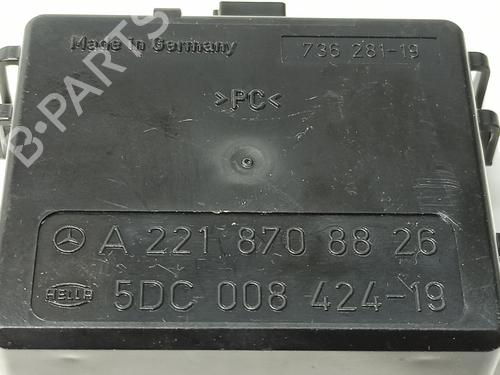 Made in Germany
736 281-19
>PC<
A 221 870 88 26
HELLA
5DC 008 424-19
B-PARTS